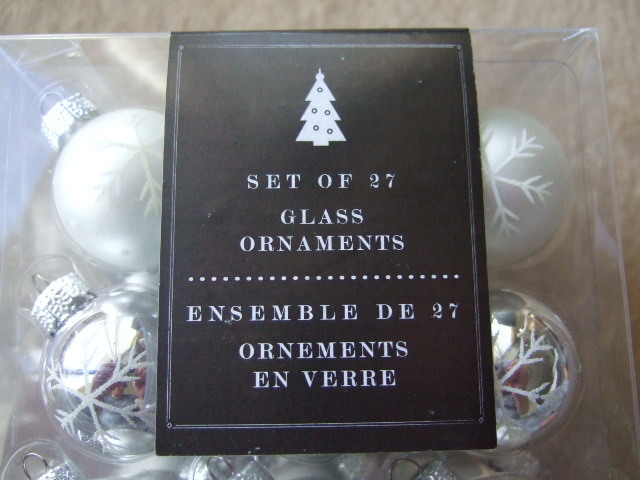 SET OF 27
GLASS
ORNAMENTS
ENSEMBLE DE 27
ORNEMENTS
EN VERRE